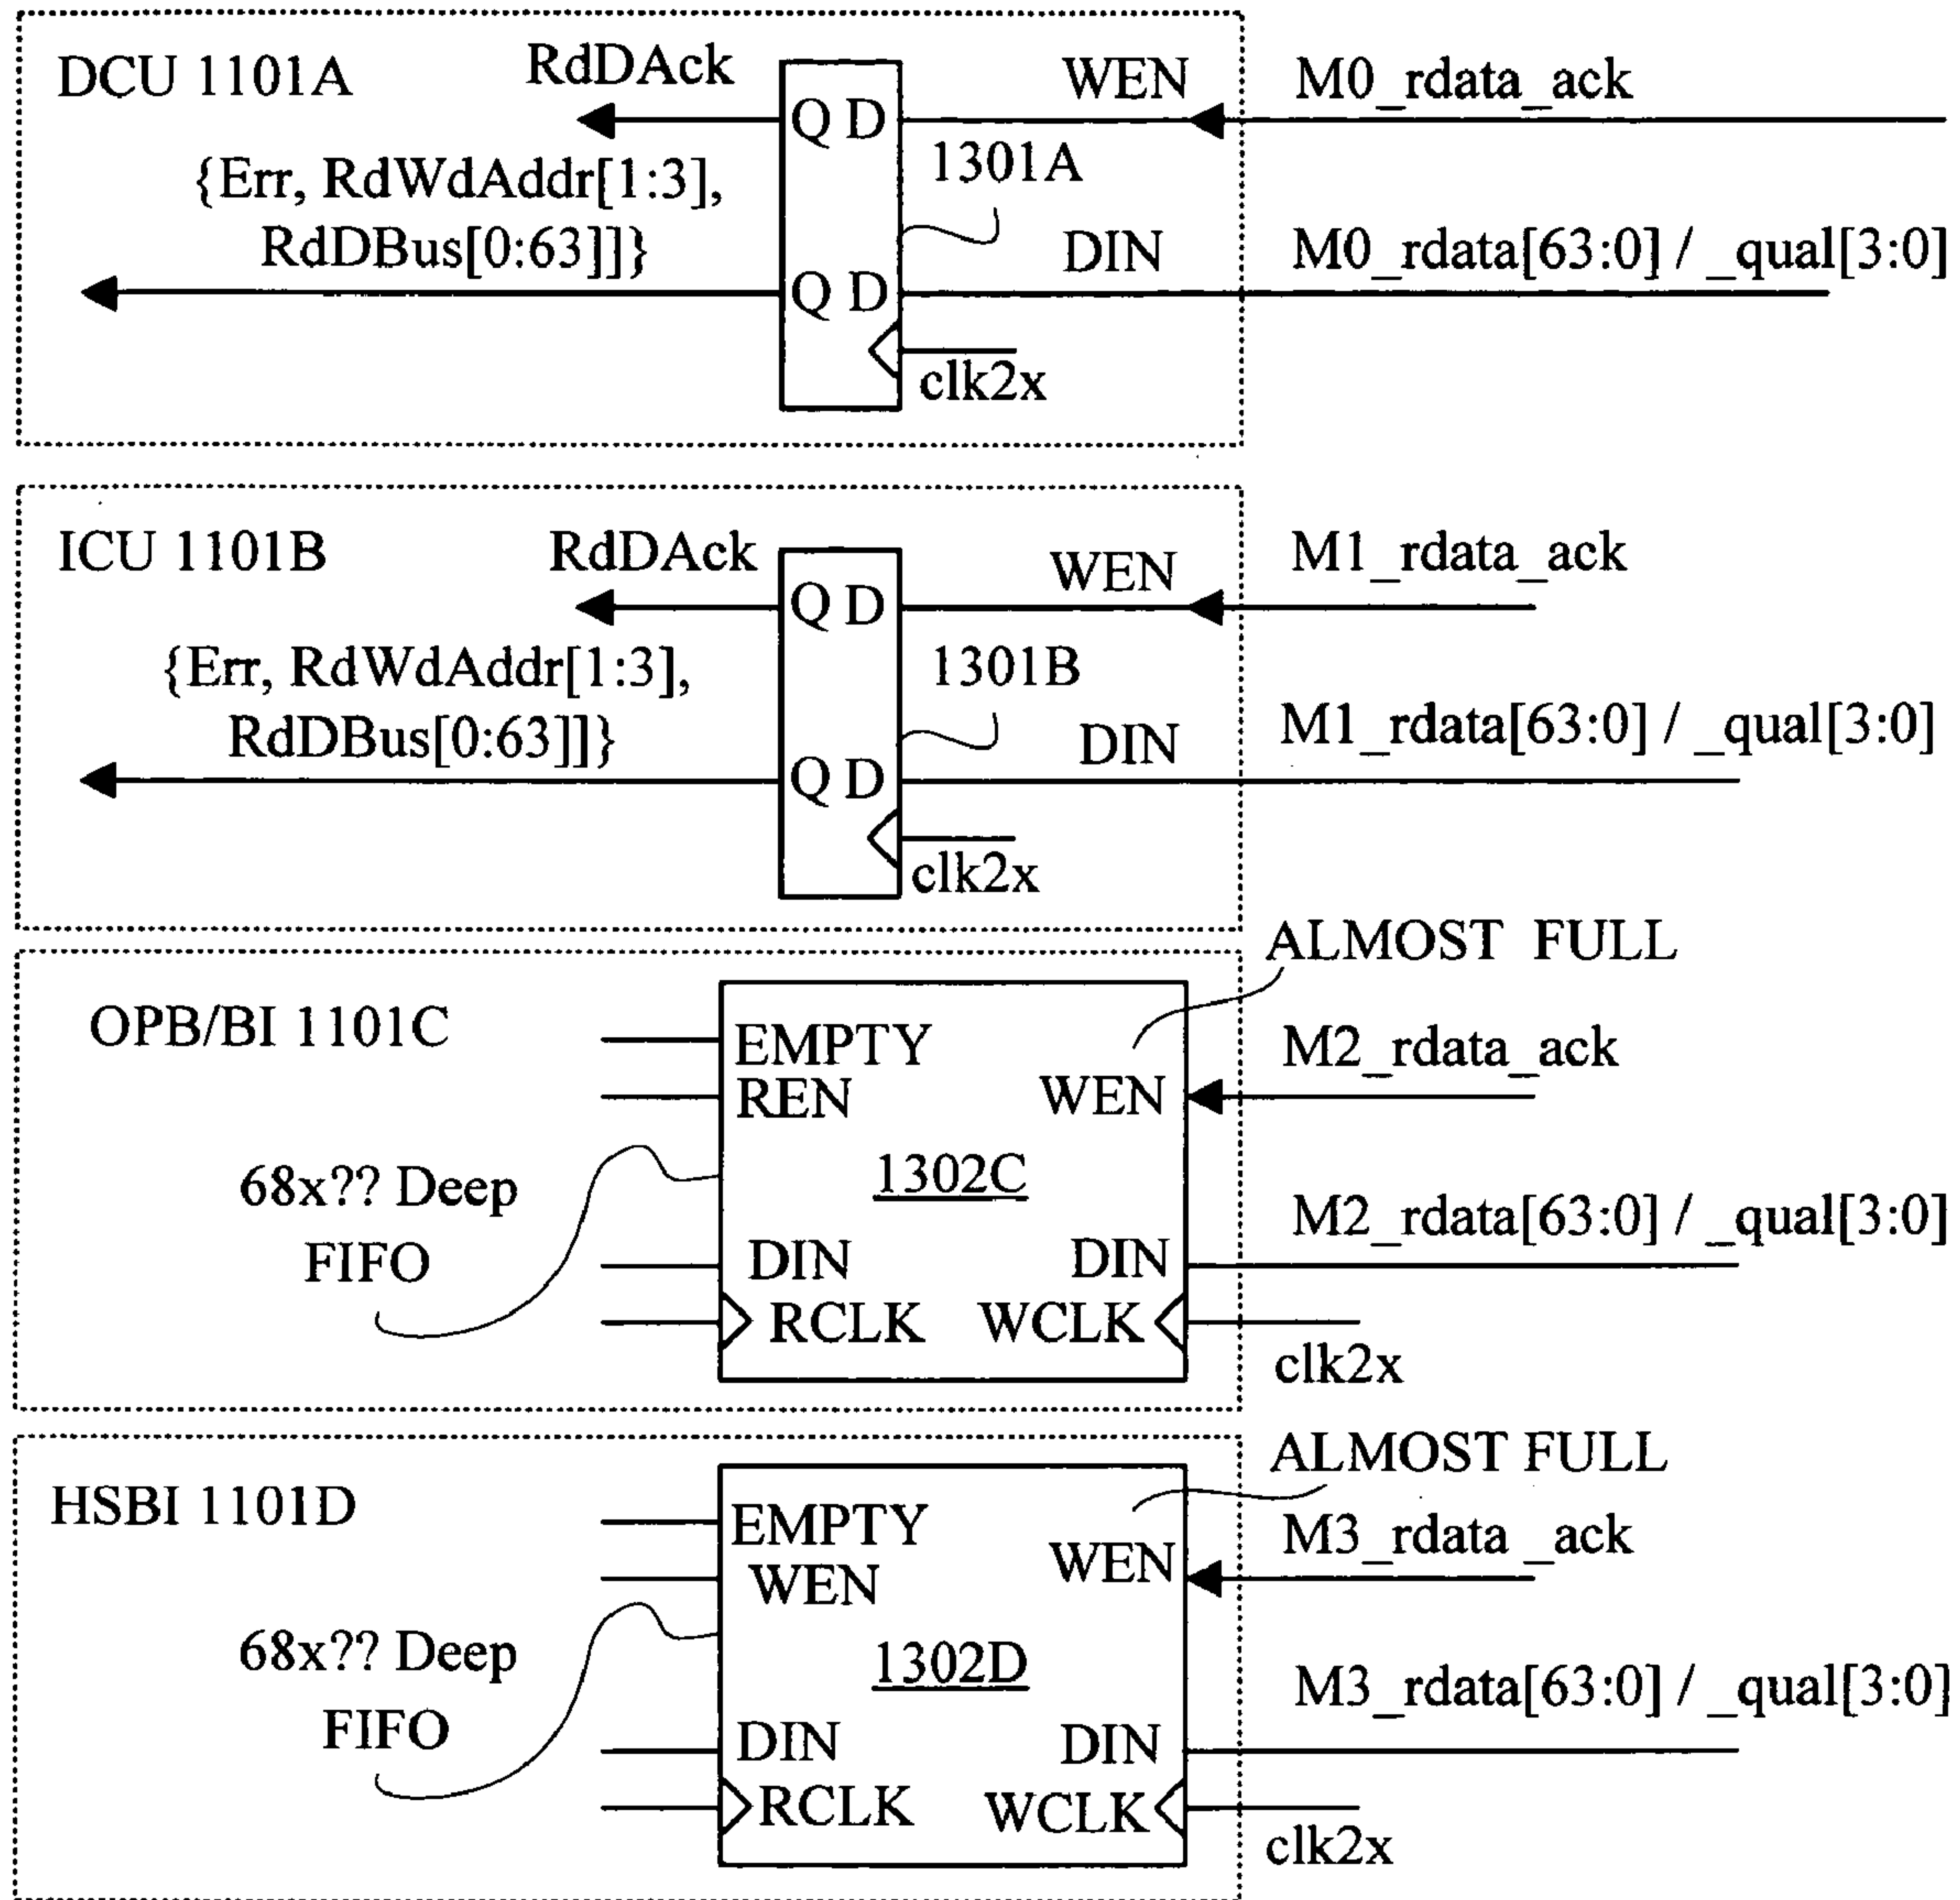 DCU 1101A
RdDAck
WEN
M0_rdata_ack
Q D
{Err, RdWdAddr[1:3],
RdDBus[0:63]]}
1301A
DIN
M0_rdata[63:0] / _qual[3:0]
Q D
clk2x
ICU 1101B
RdDAck
WEN
M1_rdata_ack
Q D
{Err, RdWdAddr[1:3],
RdDBus[0:63]]}
1301B
DIN
M1_rdata[63:0] / _qual[3:0]
Q D
clk2x
ALMOST FULL
OPB/BI 1101C
EMPTY
REN
WEN
M2_rdata_ack
68x?? Deep
FIFO
1302C
M2_rdata[63:0] / _qual[3:0]
DIN
DIN
RCLK
WCLK
clk2x
ALMOST FULL
HSBI 1101D
EMPTY
WEN
WEN
M3_rdata _ack
68x?? Deep
FIFO
1302D
M3_rdata[63:0] / _qual[3:0]
DIN
DIN
RCLK
WCLK
clk2x